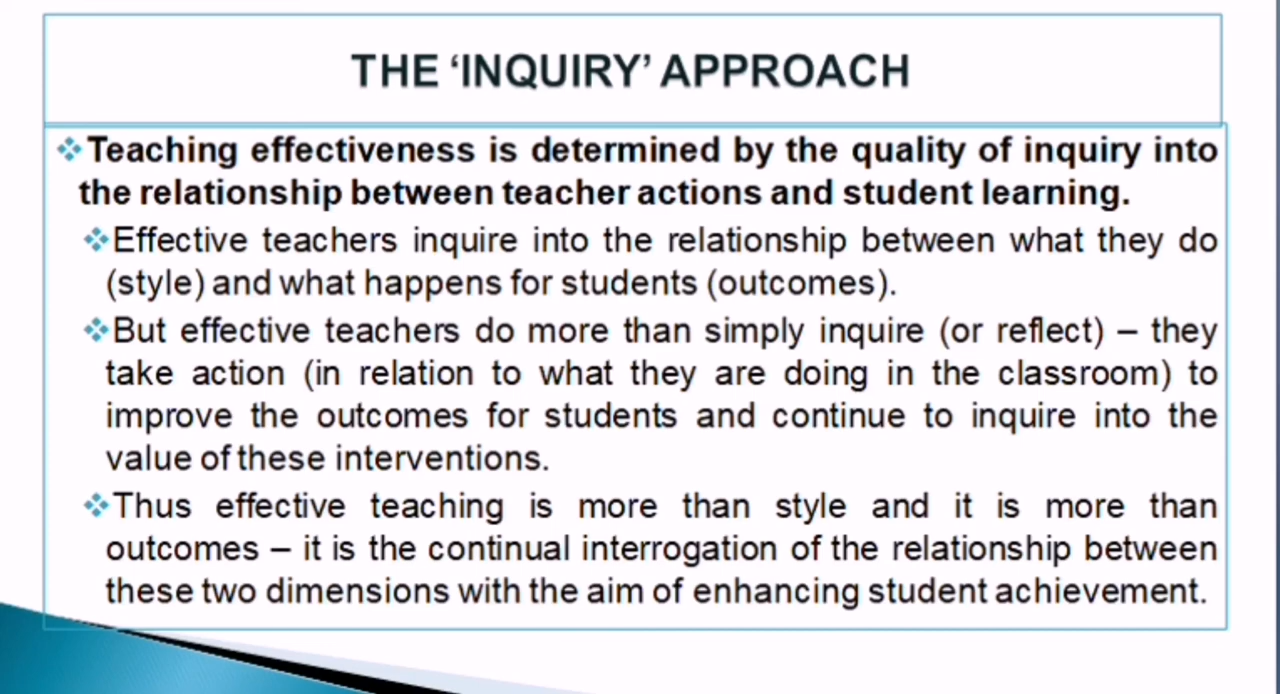 THE ‘INQUIRY’ APPROACH
Teaching effectiveness is determined by the quality of inquiry into
the relationship between teacher actions and student learning.
Effective teachers inquire into the relationship between what they do
(style) and what happens for students (outcomes).
But effective teachers do more than simply inquire (or reflect) – they
take action (in relation to what they are doing in the classroom) to
improve the outcomes for students and continue to inquire into the
value of these interventions.
Thus effective teaching is more than style and it is more than
outcomes – it is the continual interrogation of the relationship between
these two dimensions with the aim of enhancing student achievement.